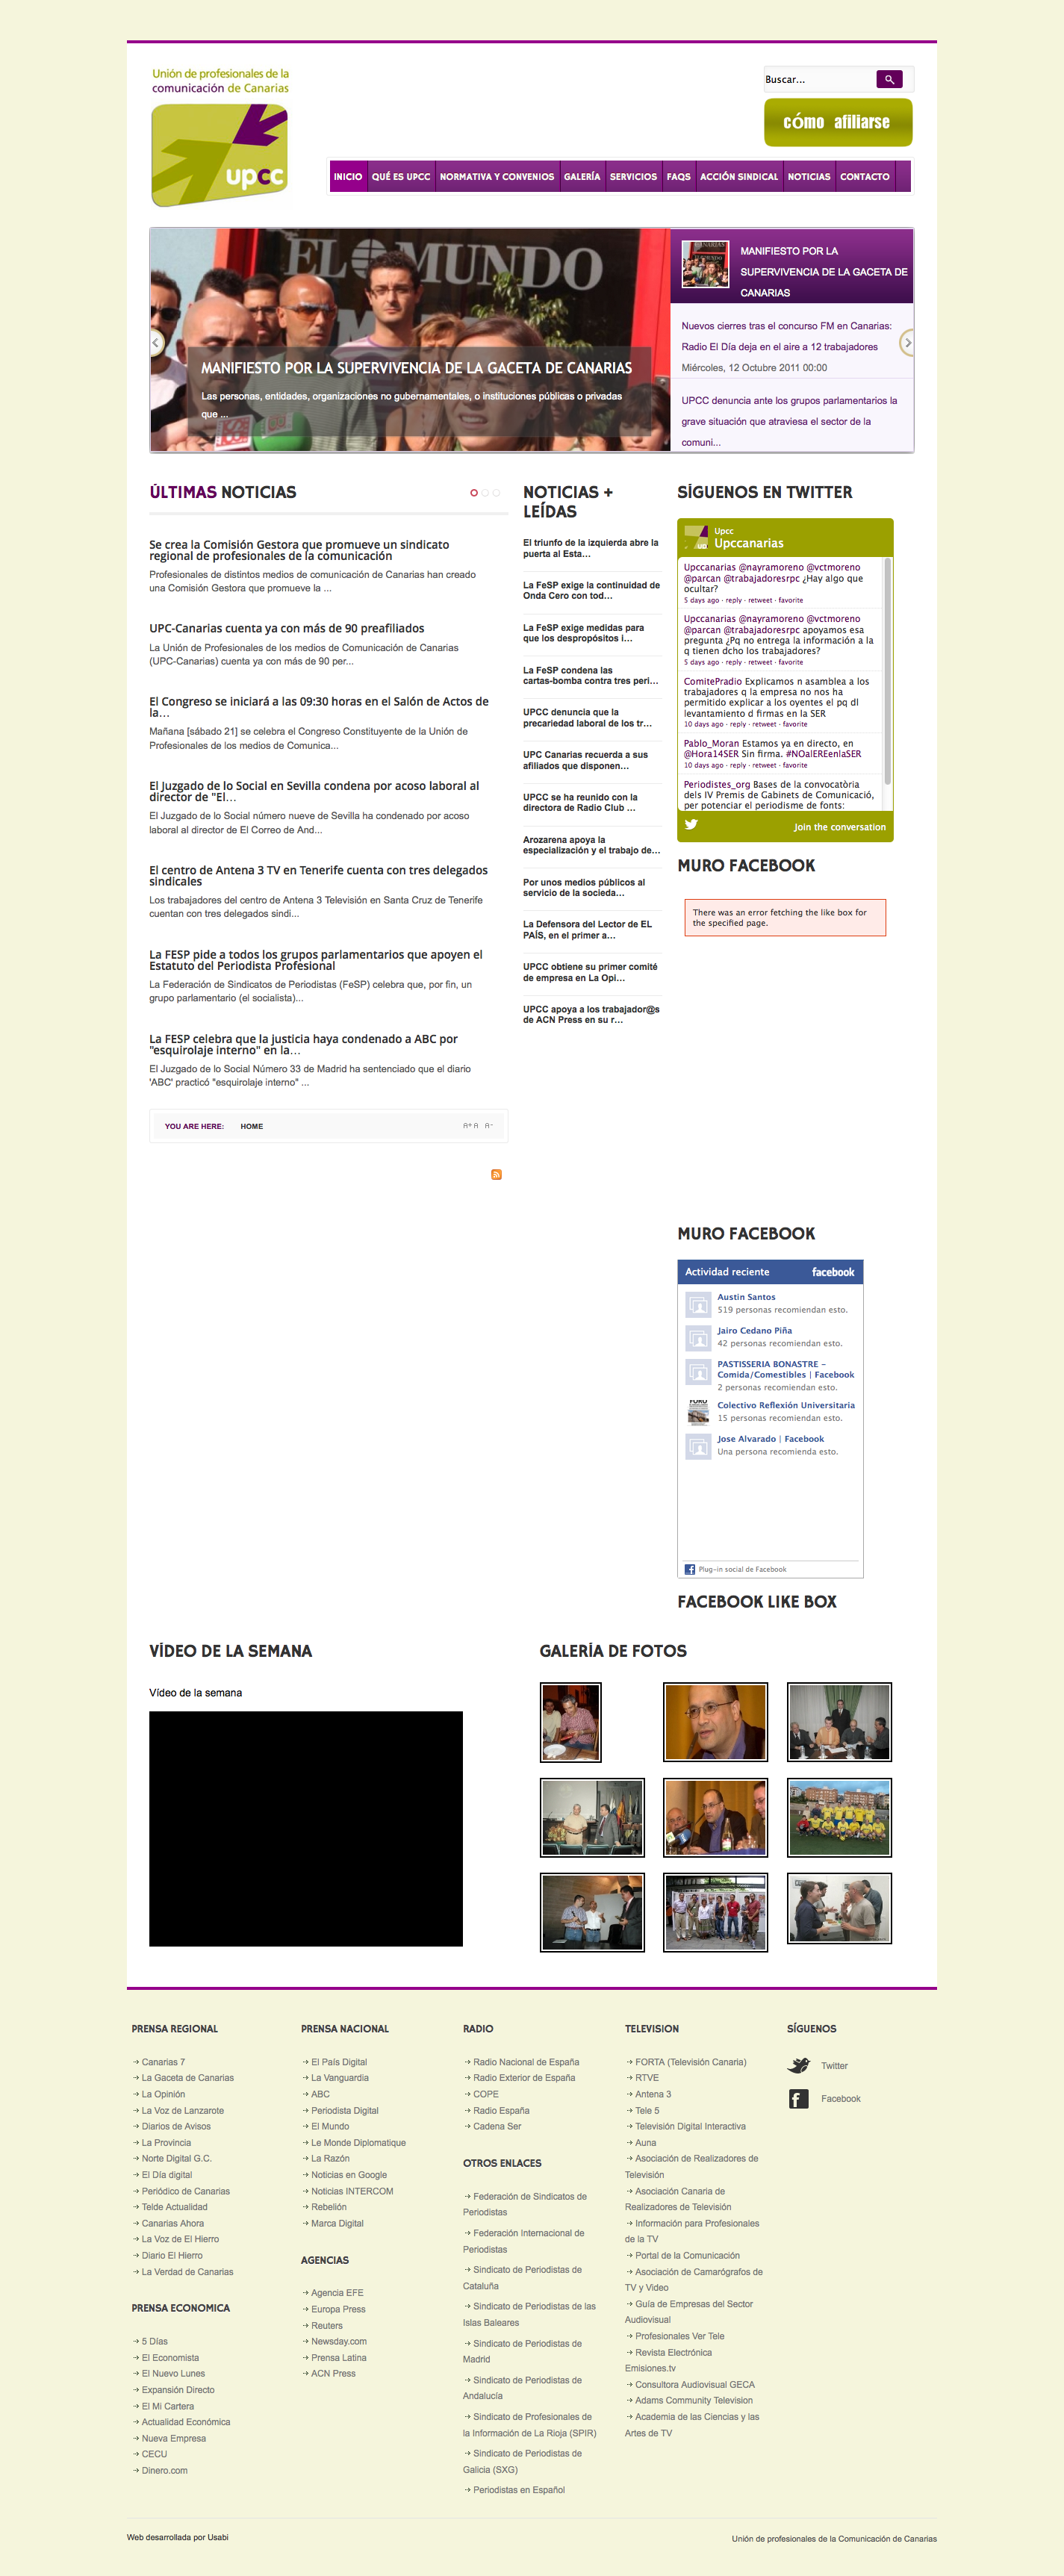 Unión de profesionales de la
comunicación de Canarias
upcc
Buscar...
cómo afiliarse
INICIO
QUÉ ES UPCC
NORMATIVA Y CONVENIOS
GALERÍA
SERVICIOS
FAQS
ACCIÓN SINDICAL
NOTICIAS
CONTACTO
EL MUNDO
MANIFIESTO POR LA SUPERVIVENCIA DE LA GACETA DE CANARIAS
Las personas, entidades, organizaciones no gubernamentales, o instituciones públicas o privadas
que ...
MANIFIESTO POR LA
SUPERVIVENCIA DE LA GACETA DE
CANARIAS
Nuevos cierres tras el concurso FM en Canarias:
Radio El Día deja en el aire a 12 trabajadores
Miércoles, 12 Octubre 2011 00:00
UPCC denuncia ante los grupos parlamentarios la
grave situación que atraviesa el sector de la
comuni...
ÚLTIMAS NOTICIAS
Se crea la Comisión Gestora que promueve un sindicato
regional de profesionales de la comunicación
Profesionales de distintos medios de comunicación de Canarias han creado
una Comisión Gestora que promueve la ...
UPC-Canarias cuenta ya con más de 90 preafiliados
La Unión de Profesionales de los medios de Comunicación de Canarias
(UPC-Canarias) cuenta ya con más de 90 per...
El Congreso se iniciará a las 09:30 horas en el Salón de Actos de
la...
Mañana [sábado 21] se celebra el Congreso Constituyente de la Unión de
Profesionales de los medios de Comunica...
El Juzgado de lo Social en Sevilla condena por acoso laboral al
director de "El...
El Juzgado de lo Social número nueve de Sevilla ha condenado por acoso
laboral al director de El Correo de And...
El centro de Antena 3 TV en Tenerife cuenta con tres delegados
sindicales
Los trabajadores del centro de Antena 3 Televisión en Santa Cruz de Tenerife
cuentan con tres delegados sindi...
La FESP pide a todos los grupos parlamentarios que apoyen el
Estatuto del Periodista Profesional
La Federación de Sindicatos de Periodistas (FeSP) celebra que, por fin, un
grupo parlamentario (el socialista)...
La FESP celebra que la justicia haya condenado a ABC por
"esquirolaje interno" en la...
El Juzgado de lo Social Número 33 de Madrid ha sentenciado que el diario
'ABC' practicó "esquirolaje interno" ...
YOU ARE HERE: HOME
A+ A A-
NOTICIAS +
LEÍDAS
El triunfo de la izquierda abre la
puerta al Esta...
La FeSP exige la continuidad de
Onda Cero con tod...
La FeSP exige medidas para
que los despropósitos i...
La FeSP condena las
cartas-bomba contra tres peri...
UPCC denuncia que la
precariedad laboral de los tr...
UPC Canarias recuerda a sus
afiliados que disponen...
UPCC se ha reunido con la
directora de Radio Club ...
Arozarena apoya la
especialización y el trabajo de...
Por unos medios públicos al
servicio de la socieda...
La Defensora del Lector de EL
PAÍS, en el primer a...
UPCC obtiene su primer comité
de empresa en La Opi...
UPCC apoya a los trabajador@s
de ACN Press en su r...
SÍGUENOS EN TWITTER
Upcc
Upccanarias
Upccanarias @nayramoreno @vctmoreno
@parcan @trabajadoresrpc ¿Hay algo que
ocultar?
5 days ago · reply · retweet · favorite
Upccanarias @nayramoreno @vctmoreno
@parcan @trabajadoresrpc apoyamos esa
pregunta ¿Pq no entrega la información a la
q tienen dcho los trabajadores?
5 days ago · reply · retweet · favorite
ComitePradio Explicamos n asamblea a los
trabajadores q la empresa no nos ha
permitido explicar a los oyentes el pq dl
levantamiento d firmas en la SER
10 days ago · reply · retweet · favorite
Pablo_Moran Estamos ya en directo, en
@Hora14SER Sin firma. #NOalEREenlaSER
10 days ago · reply · retweet · favorite
Periodistes_org Bases de la convocatòria
dels IV Premis de Gabinets de Comunicació,
per potenciar el periodisme de fonts:
Join the conversation
MURO FACEBOOK
There was an error fetching the like box for
the specified page.
MURO FACEBOOK
Actividad reciente facebook
Austin Santos
519 personas recomiendan esto.
Jairo Cedano Piña
42 personas recomiendan esto.
PASTISSERIA BONASTRE -
Comida/Comestibles | Facebook
2 personas recomiendan esto.
Colectivo Reflexión Universitaria
15 personas recomiendan esto.
Jose Alvarado | Facebook
Una persona recomienda esto.
Plug-in social de Facebook
FACEBOOK LIKE BOX
VÍDEO DE LA SEMANA
Vídeo de la semana
GALERÍA DE FOTOS
PRENSA REGIONAL
Canarias 7
La Gaceta de Canarias
La Opinión
La Voz de Lanzarote
Diarios de Avisos
La Provincia
Norte Digital G.C.
El Día digital
Periódico de Canarias
Telde Actualidad
Canarias Ahora
La Voz de El Hierro
Diario El Hierro
La Verdad de Canarias
PRENSA ECONOMICA
5 Días
El Economista
El Nuevo Lunes
Expansión Directo
El Mi Cartera
Actualidad Económica
Nueva Empresa
CECU
Dinero.com
PRENSA NACIONAL
El País Digital
La Vanguardia
ABC
Periodista Digital
El Mundo
Le Monde Diplomatique
La Razón
Noticias en Google
Noticias INTERCOM
Rebelión
Marca Digital
AGENCIAS
Agencia EFE
Europa Press
Reuters
Newsday.com
Prensa Latina
ACN Press
RADIO
Radio Nacional de España
Radio Exterior de España
COPE
Radio España
Cadena Ser
OTROS ENLACES
Federación de Sindicatos de
Periodistas
Federación Internacional de
Periodistas
Sindicato de Periodistas de
Cataluña
Sindicato de Periodistas de las
Islas Baleares
Sindicato de Periodistas de
Madrid
Sindicato de Periodistas de
Andalucía
Sindicato de Profesionales de
la Información de La Rioja (SPIR)
Sindicato de Periodistas de
Galicia (SXG)
Periodistas en Español
TELEVISION
FORTA (Televisión Canaria)
RTVE
Antena 3
Tele 5
Televisión Digital Interactiva
Auna
Asociación de Realizadores de
Televisión
Asociación Canaria de
Realizadores de Televisión
Información para Profesionales
de la TV
Portal de la Comunicación
Asociación de Camarógrafos de
TV y Video
Guía de Empresas del Sector
Audiovisual
Profesionales Ver Tele
Revista Electrónica
Emisiones.tv
Consultora Audiovisual GECA
Adams Community Television
Academia de las Ciencias y las
Artes de TV
SÍGUENOS
Twitter
Facebook
Web desarrollada por Usabi
Unión de profesionales de la Comunicación de Canarias